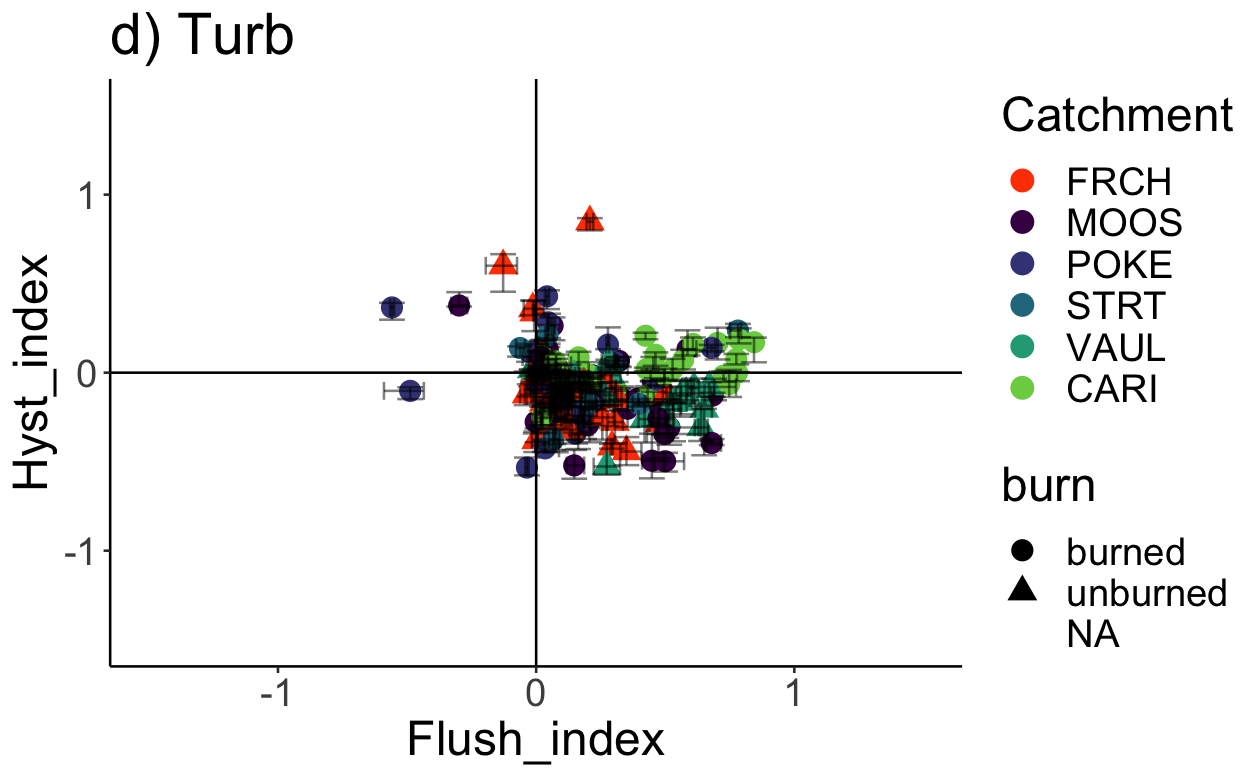 d) Turb
Hyst_index
1
0
-1
-1
0
1
Flush_index
Catchment
FRCH
MOOS
POKE
STRT
VAUL
CARI
burn
burned
unburned
NA